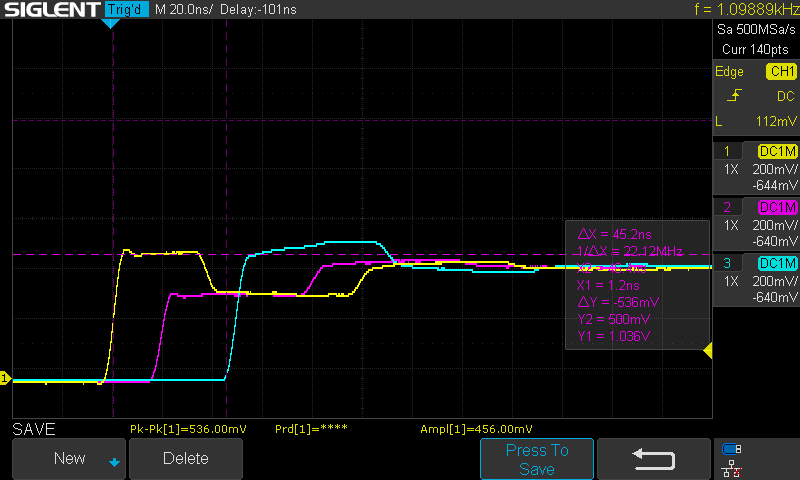 SIGLENT Trig'd M 20.0ns/ Delay:-101ns f = 1.09889kHz
Sa 500MSa/s
Curr 140pts
Edge CH1
DC
L 112mV
1 DC1M
1X 200mV/
-644mV
2 DC1M
1X 200mV/
-640mV
3 DC1M
1X 200mV/
-640mV
ΔX = 45.2ns
1/ΔX = 22.12MHz
X1 = 1.2ns
ΔY = -536mV
Y2 = 500mV
Y1 = 1.036V
1
SAVE Pk-Pk[1]=536.00mV Prd[1]=**** Ampl[1]=456.00mV
New Delete Press To
Save